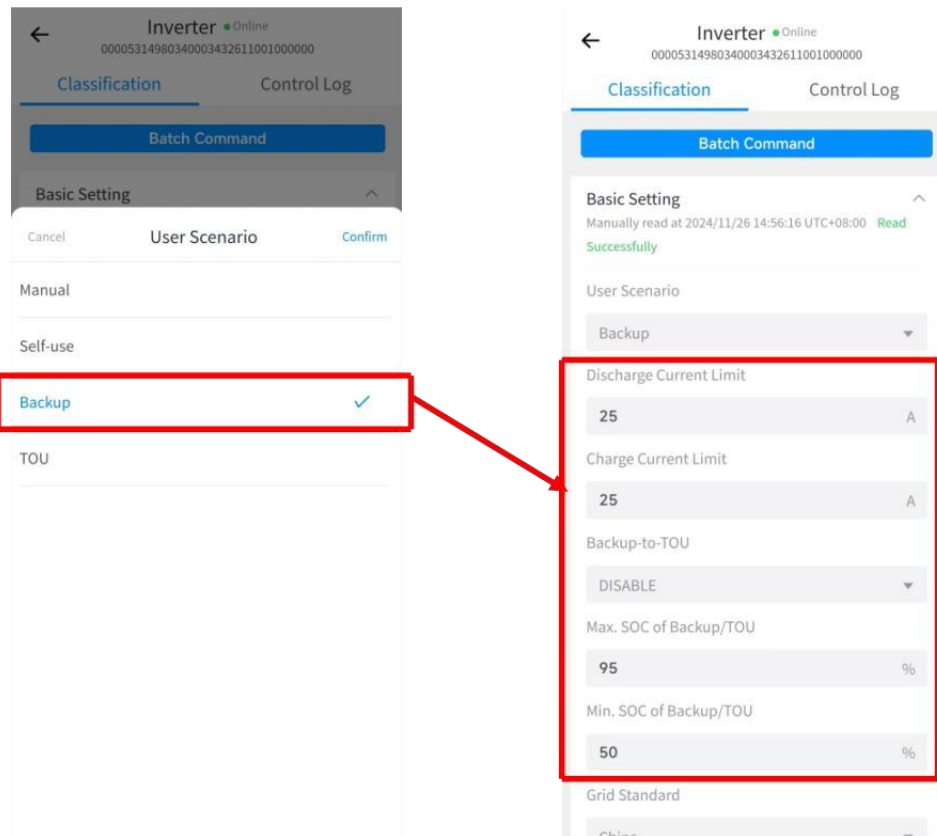 Inverter Online
00005314980340003432611001000000
Classification Control Log
Batch Command
Basic Setting
Cancel User Scenario Confirm
Manual
Self-use
Backup
TOU
Inverter Online
00005314980340003432611001000000
Classification Control Log
Batch Command
Basic Setting
Manually read at 2024/11/26 14:56:16 UTC+08:00 Read
Successfully
User Scenario
Backup
Discharge Current Limit
25 A
Charge Current Limit
25 A
Backup-to-TOU
DISABLE
Max. SOC of Backup/TOU
95 %
Min. SOC of Backup/TOU
50 %
Grid Standard